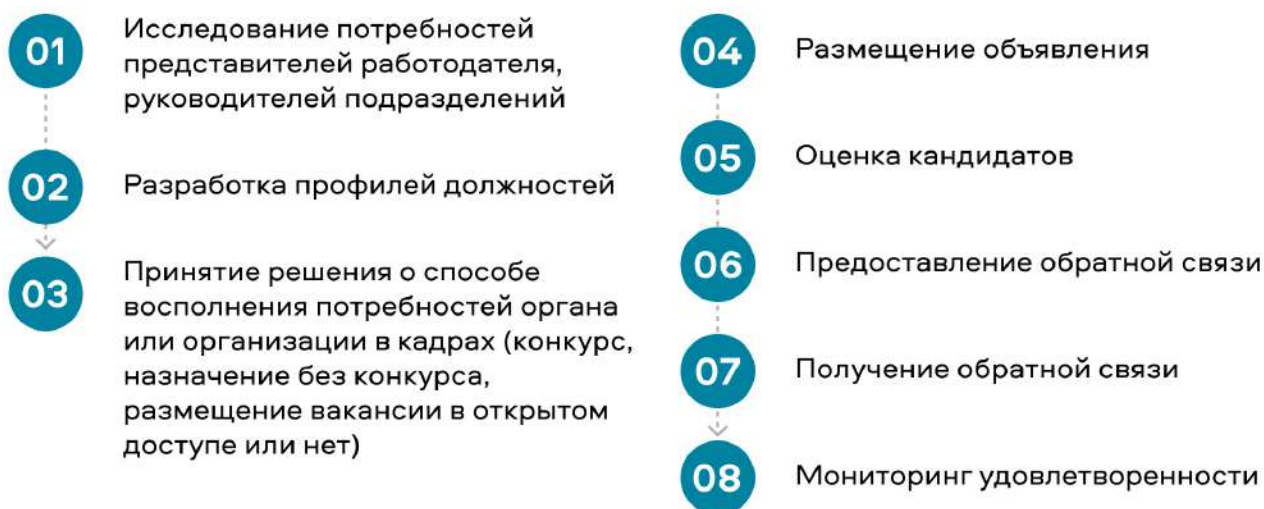 01
Исследование потребностей
представителей работодателя,
руководителей подразделений
02
Разработка профилей должностей
03
Принятие решения о способе
восполнения потребностей органа
или организации в кадрах (конкурс,
назначение без конкурса,
размещение вакансии в открытом
доступе или нет)
04
Размещение объявления
05
Оценка кандидатов
06
Предоставление обратной связи
07
Получение обратной связи
08
Мониторинг удовлетворенности